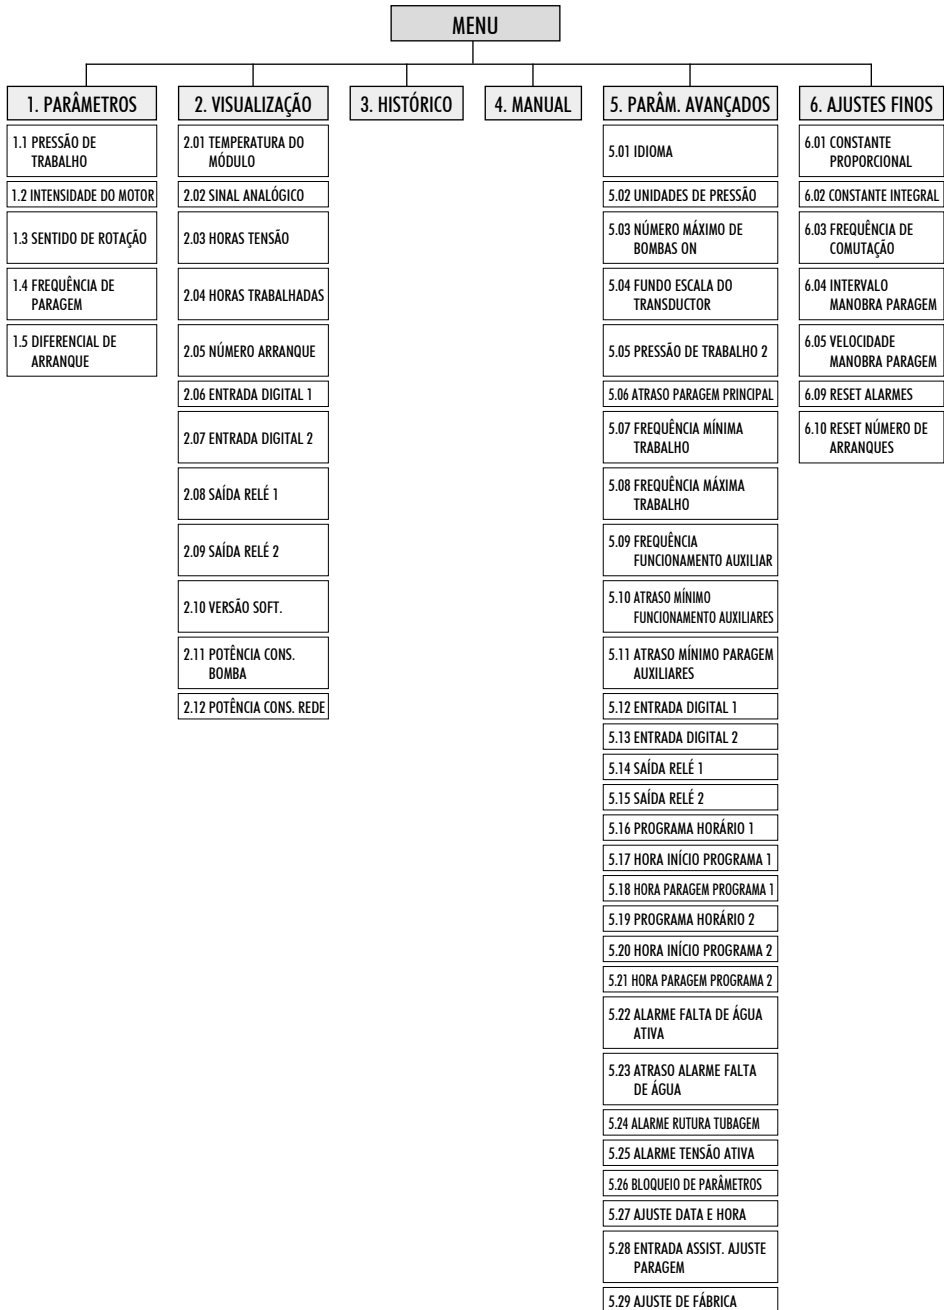 MENU
1. PARÂMETROS
1.1 PRESSÃO DE
TRABALHO
1.2 INTENSIDADE DO MOTOR
1.3 SENTIDO DE ROTAÇÃO
1.4 FREQUÊNCIA DE
PARAGEM
1.5 DIFERENCIAL DE
ARRANQUE
2. VISUALIZAÇÃO
2.01 TEMPERATURA DO
MÓDULO
2.02 SINAL ANALÓGICO
2.03 HORAS TENSÃO
2.04 HORAS TRABALHADAS
2.05 NÚMERO ARRANQUE
2.06 ENTRADA DIGITAL 1
2.07 ENTRADA DIGITAL 2
2.08 SAÍDA RELÉ 1
2.09 SAÍDA RELÉ 2
2.10 VERSÃO SOFT.
2.11 POTÊNCIA CONS.
BOMBA
2.12 POTÊNCIA CONS. REDE
3. HISTÓRICO
4. MANUAL
5. PARÂM. AVANÇADOS
5.01 IDIOMA
5.02 UNIDADES DE PRESSÃO
5.03 NÚMERO MÁXIMO DE
BOMBAS ON
5.04 FUNDO ESCALA DO
TRANSDUCTOR
5.05 PRESSÃO DE TRABALHO 2
5.06 ATRASO PARAGEM PRINCIPAL
5.07 FREQUÊNCIA MÍNIMA
TRABALHO
5.08 FREQUÊNCIA MÁXIMA
TRABALHO
5.09 FREQUÊNCIA
FUNCIONAMENTO AUXILIAR
5.10 ATRASO MÍNIMO
FUNCIONAMENTO AUXILIARES
5.11 ATRASO MÍNIMO PARAGEM
AUXILIARES
5.12 ENTRADA DIGITAL 1
5.13 ENTRADA DIGITAL 2
5.14 SAÍDA RELÉ 1
5.15 SAÍDA RELÉ 2
5.16 PROGRAMA HORÁRIO 1
5.17 HORA INÍCIO PROGRAMA 1
5.18 HORA PARAGEM PROGRAMA 1
5.19 PROGRAMA HORÁRIO 2
5.20 HORA INÍCIO PROGRAMA 2
5.21 HORA PARAGEM PROGRAMA 2
5.22 ALARME FALTA DE ÁGUA
ATIVA
5.23 ATRASO ALARME FALTA
DE ÁGUA
5.24 ALARME RUTURA TUBAGEM
5.25 ALARME TENSÃO ATIVA
5.26 BLOQUEIO DE PARÂMETROS
5.27 AJUSTE DATA E HORA
5.28 ENTRADA ASSIST. AJUSTE
PARAGEM
5.29 AJUSTE DE FÁBRICA
6. AJUSTES FINOS
6.01 CONSTANTE
PROPORCIONAL
6.02 CONSTANTE INTEGRAL
6.03 FREQUÊNCIA DE
COMUTAÇÃO
6.04 INTERVALO
MANOBRA PARAGEM
6.05 VELOCIDADE
MANOBRA PARAGEM
6.09 RESET ALARMES
6.10 RESET NÚMERO DE
ARRANQUES